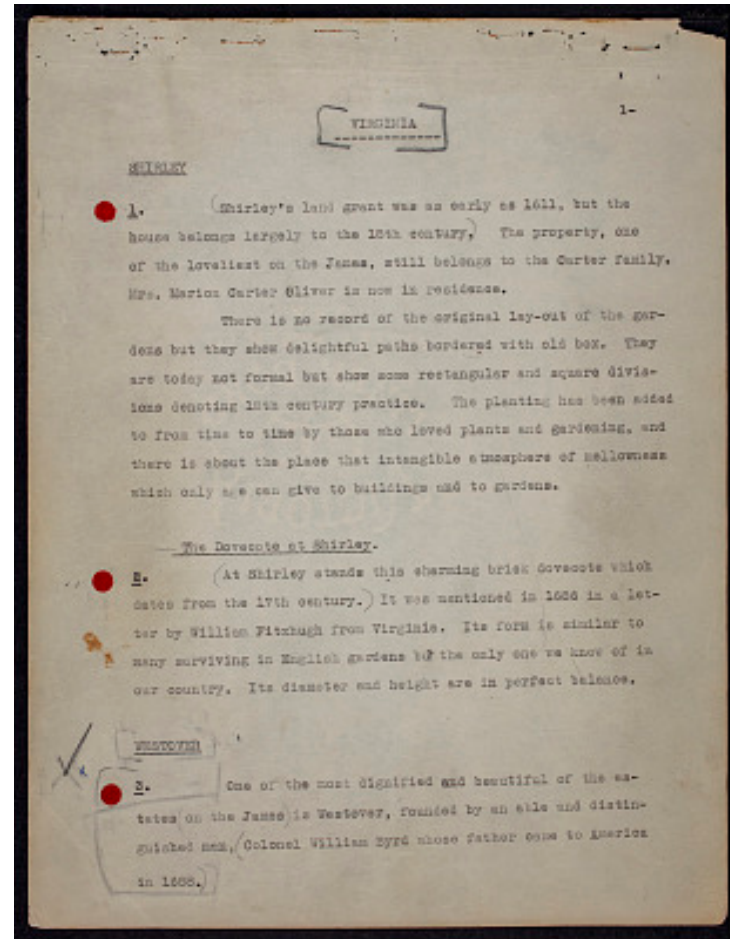 1-
VIRGINIA
SHIRLEY
1. (Shirley's land grant was as early as 1611, but the
house belongs largely to the 18th century.) The property, one
of the loveliest on the James, still belongs to the Carter family.
Mrs. Marion Carter Oliver is now in residence.
There is no record of the original lay-out of the gar-
dens but they show delightful paths bordered with old box. They
are today not formal but show some rectangular and square divis-
ions denoting 18th century practice. The planting has been added
to from time to time by those who loved plants and gardening, and
there is about the place that intangible atmosphere of mellowness
which only age can give to buildings and to gardens.
The Dovecote at Shirley.
2. (At Shirley stands this charming brick dovecote which
dates from the 17th century.) It was mentioned in 1686 in a let-
ter by William Fitzhugh from Virginia. Its form is similar to
many surviving in English gardens but the only one we know of in
our country. Its diameter and height are in perfect balance.
WESTOVER
3. One of the most dignified and beautiful of the es-
tates (on the James) is Westover, founded by an able and distin-
guished man, (Colonel William Byrd whose father came to America
in